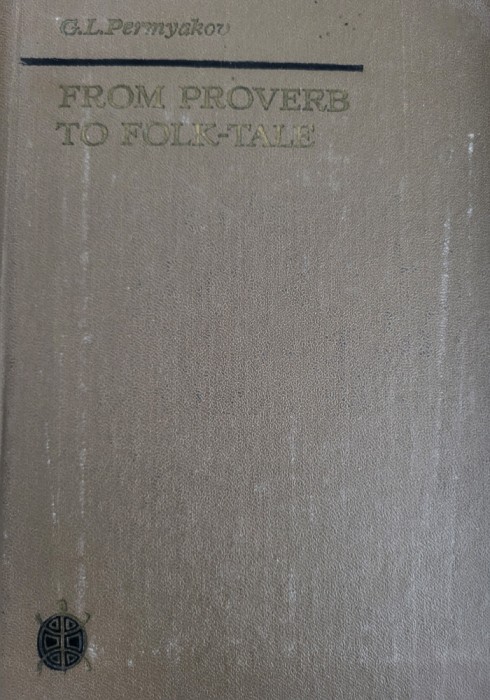 G.L.Permyakov
FROM PROVERB
TO FOLK-TALE